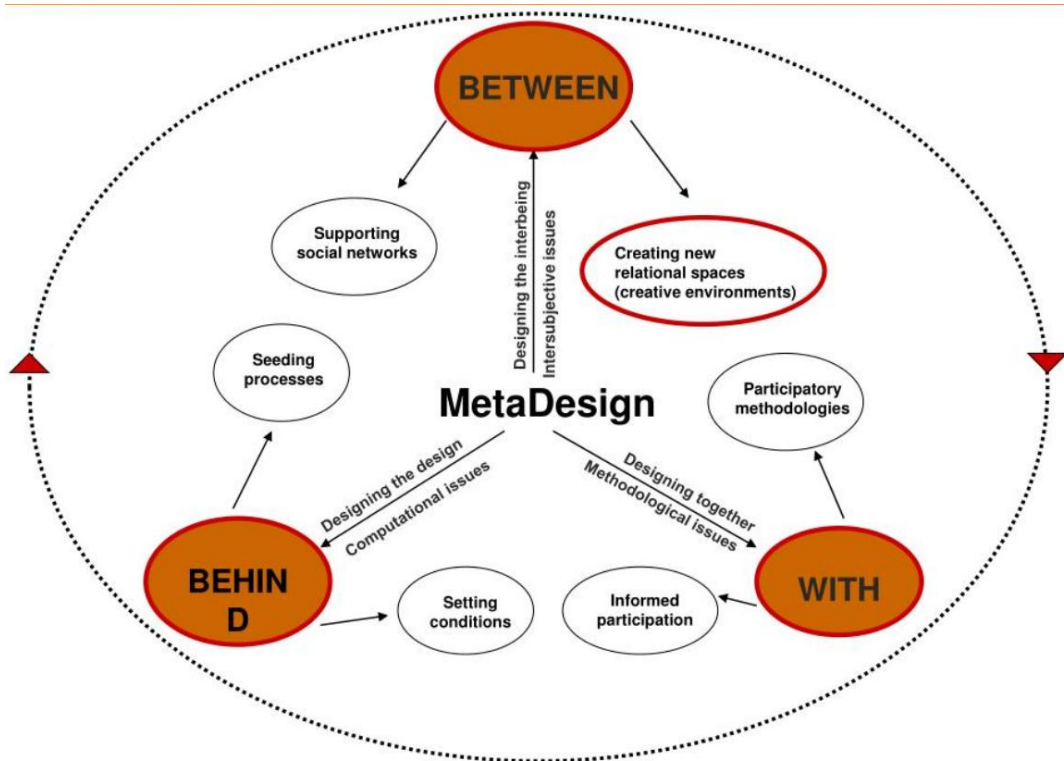 BETWEEN
Supporting
social networks
Designing the interbeing
Intersubjective issues
Creating new
relational spaces
(creative environments)
Seeding
processes
MetaDesign
Participatory
methodologies
Designing the design
Computational issues
Designing together
Methodological issues
BEHIN
D
Setting
conditions
Informed
participation
WITH